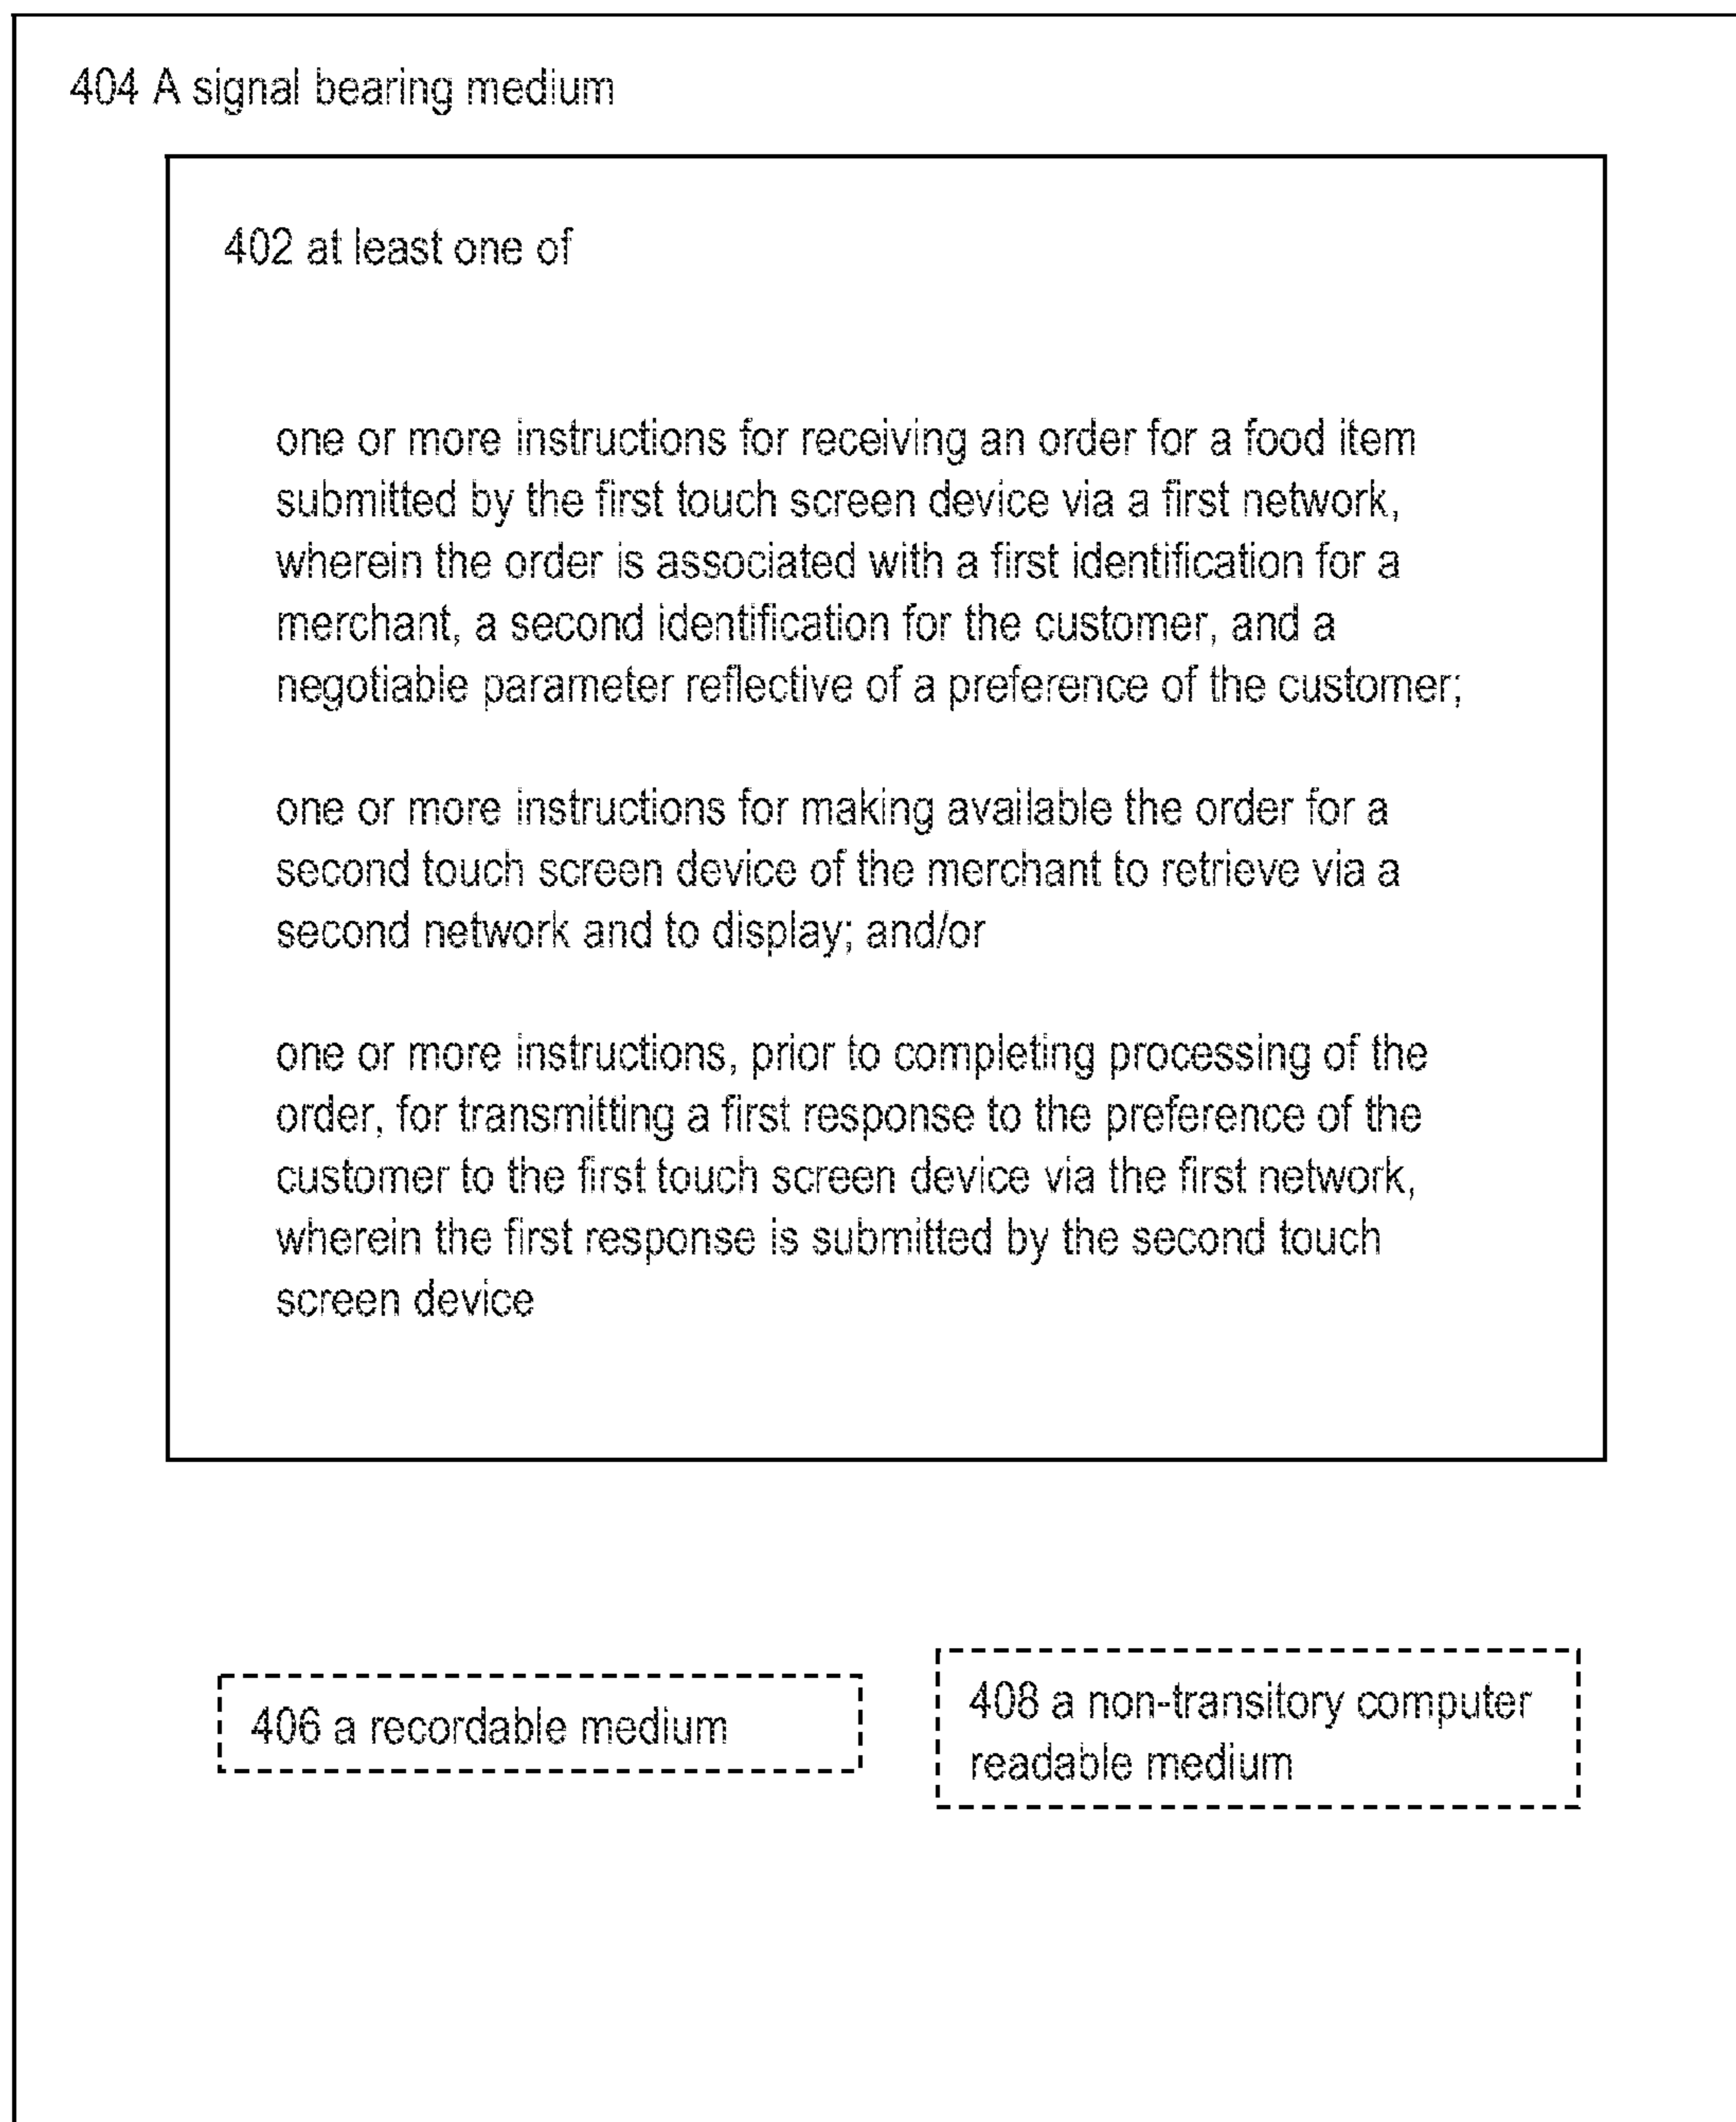 404 A signal bearing medium
402 at least one of
one or more instructions for receiving an order for a food item
submitted by the first touch screen device via a first network,
wherein the order is associated with a first identification for a
merchant, a second identification for the customer, and a
negotiable parameter reflective of a preference of the customer;
one or more instructions for making available the order for a
second touch screen device of the merchant to retrieve via a
second network and to display; and/or
one or more instructions, prior to completing processing of the
order, for transmitting a first response to the preference of the
customer to the first touch screen device via the first network,
wherein the first response is submitted by the second touch
screen device
406 a recordable medium
408 a non-transitory computer
readable medium